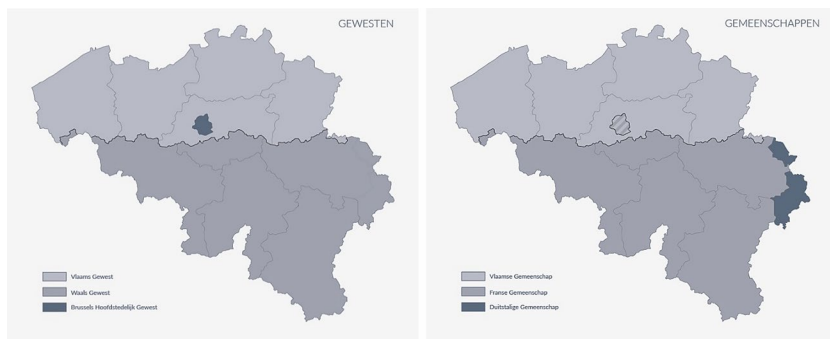 GEWESTEN
Vlaams Gewest
Waals Gewest
Brussels Hoofdstedelijk Gewest
GEMEENSCHAPPEN
Vlaamse Gemeenschap
Franse Gemeenschap
Duitstalige Gemeenschap